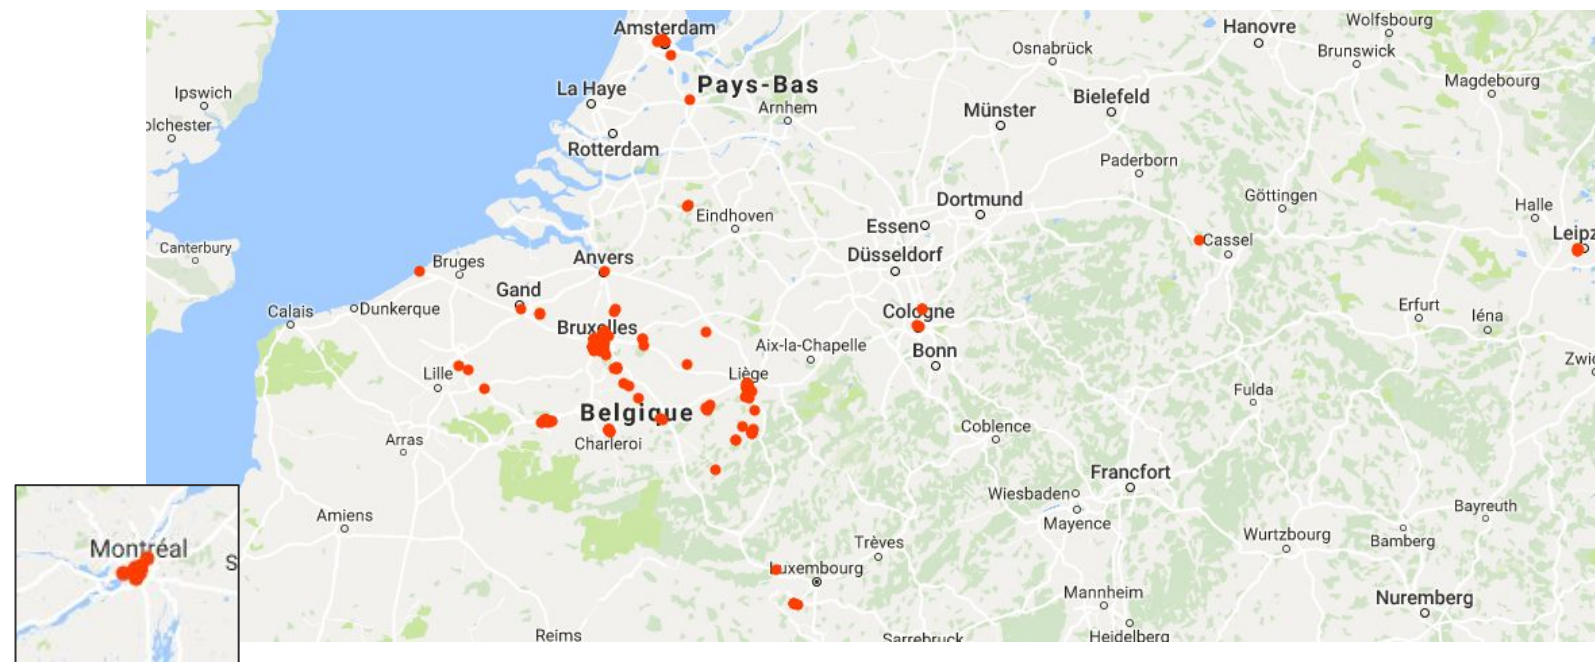 Amsterdam
Hanovre
Wolfsbourg
Osnabrück
Brunswick
Ipswich
La Haye
Pays-Bas
Magdebourg
Arnhem
Münster
Bielefeld
olchester
Rotterdam
Paderborn
Dortmund
Göttingen
Eindhoven
Halle
Essen
Canterbury
Cassel
Leipz
Bruges
Anvers
Düsseldorf
Gand
Calais
Dunkerque
Cologne
Erfurt
Iéna
Bruxelles
Aix-la-Chapelle
Bonn
Zwic
Lille
Liège
Fulda
Belgique
Arras
Charleroi
Coblence
Francfort
Wiesbaden
Amiens
Mayence
Bayreuth
Wurtzbourg
Bamberg
Trèves
Montréal
S
Luxembourg
Mannheim
Nuremberg
Reims
Sarrebruck
Heidelberg